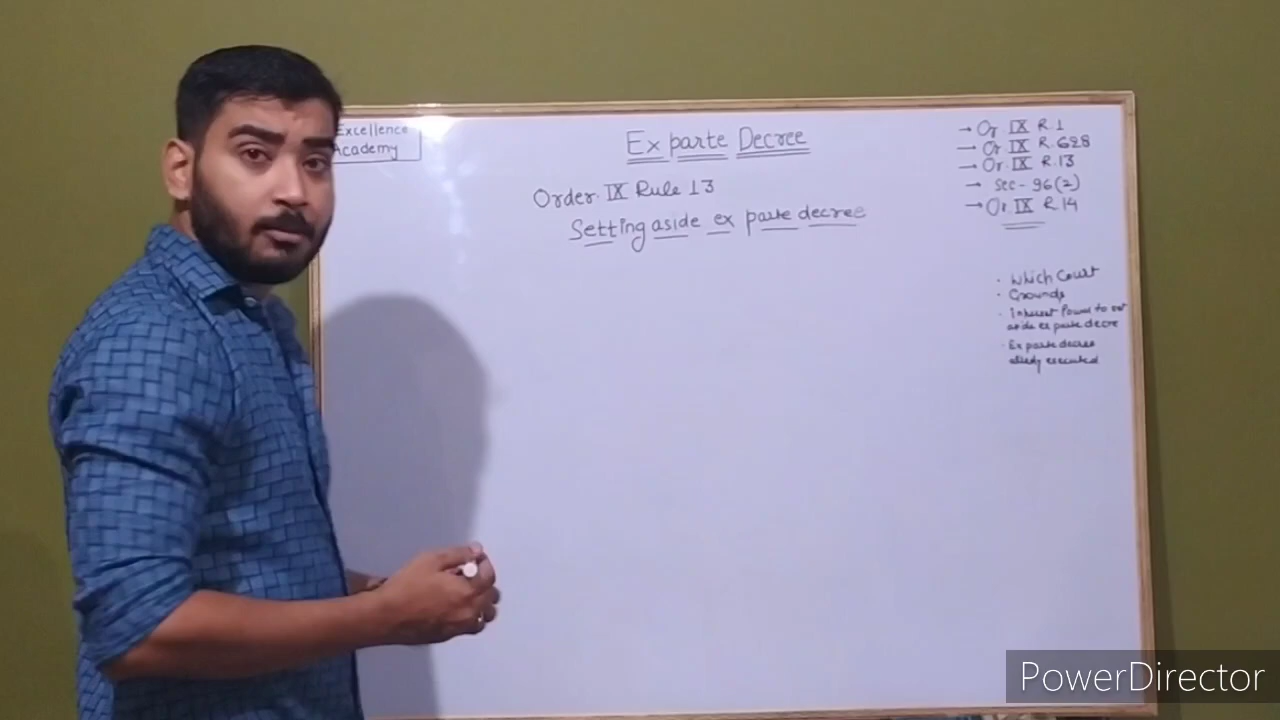 Excellence
Academy
Ex parte Decree
Order. IX Rule 13
Setting aside ex parte decree
→ Or. IX R.1
→ Or IX R.6&8
→ Or. IX R.13
→ Sec - 96(2)
→ Or IX R.14
· Which Court
· Grounds
· Inherent Power to set
aside ex parte decre
· Ex parte decree
already executed
PowerDirector